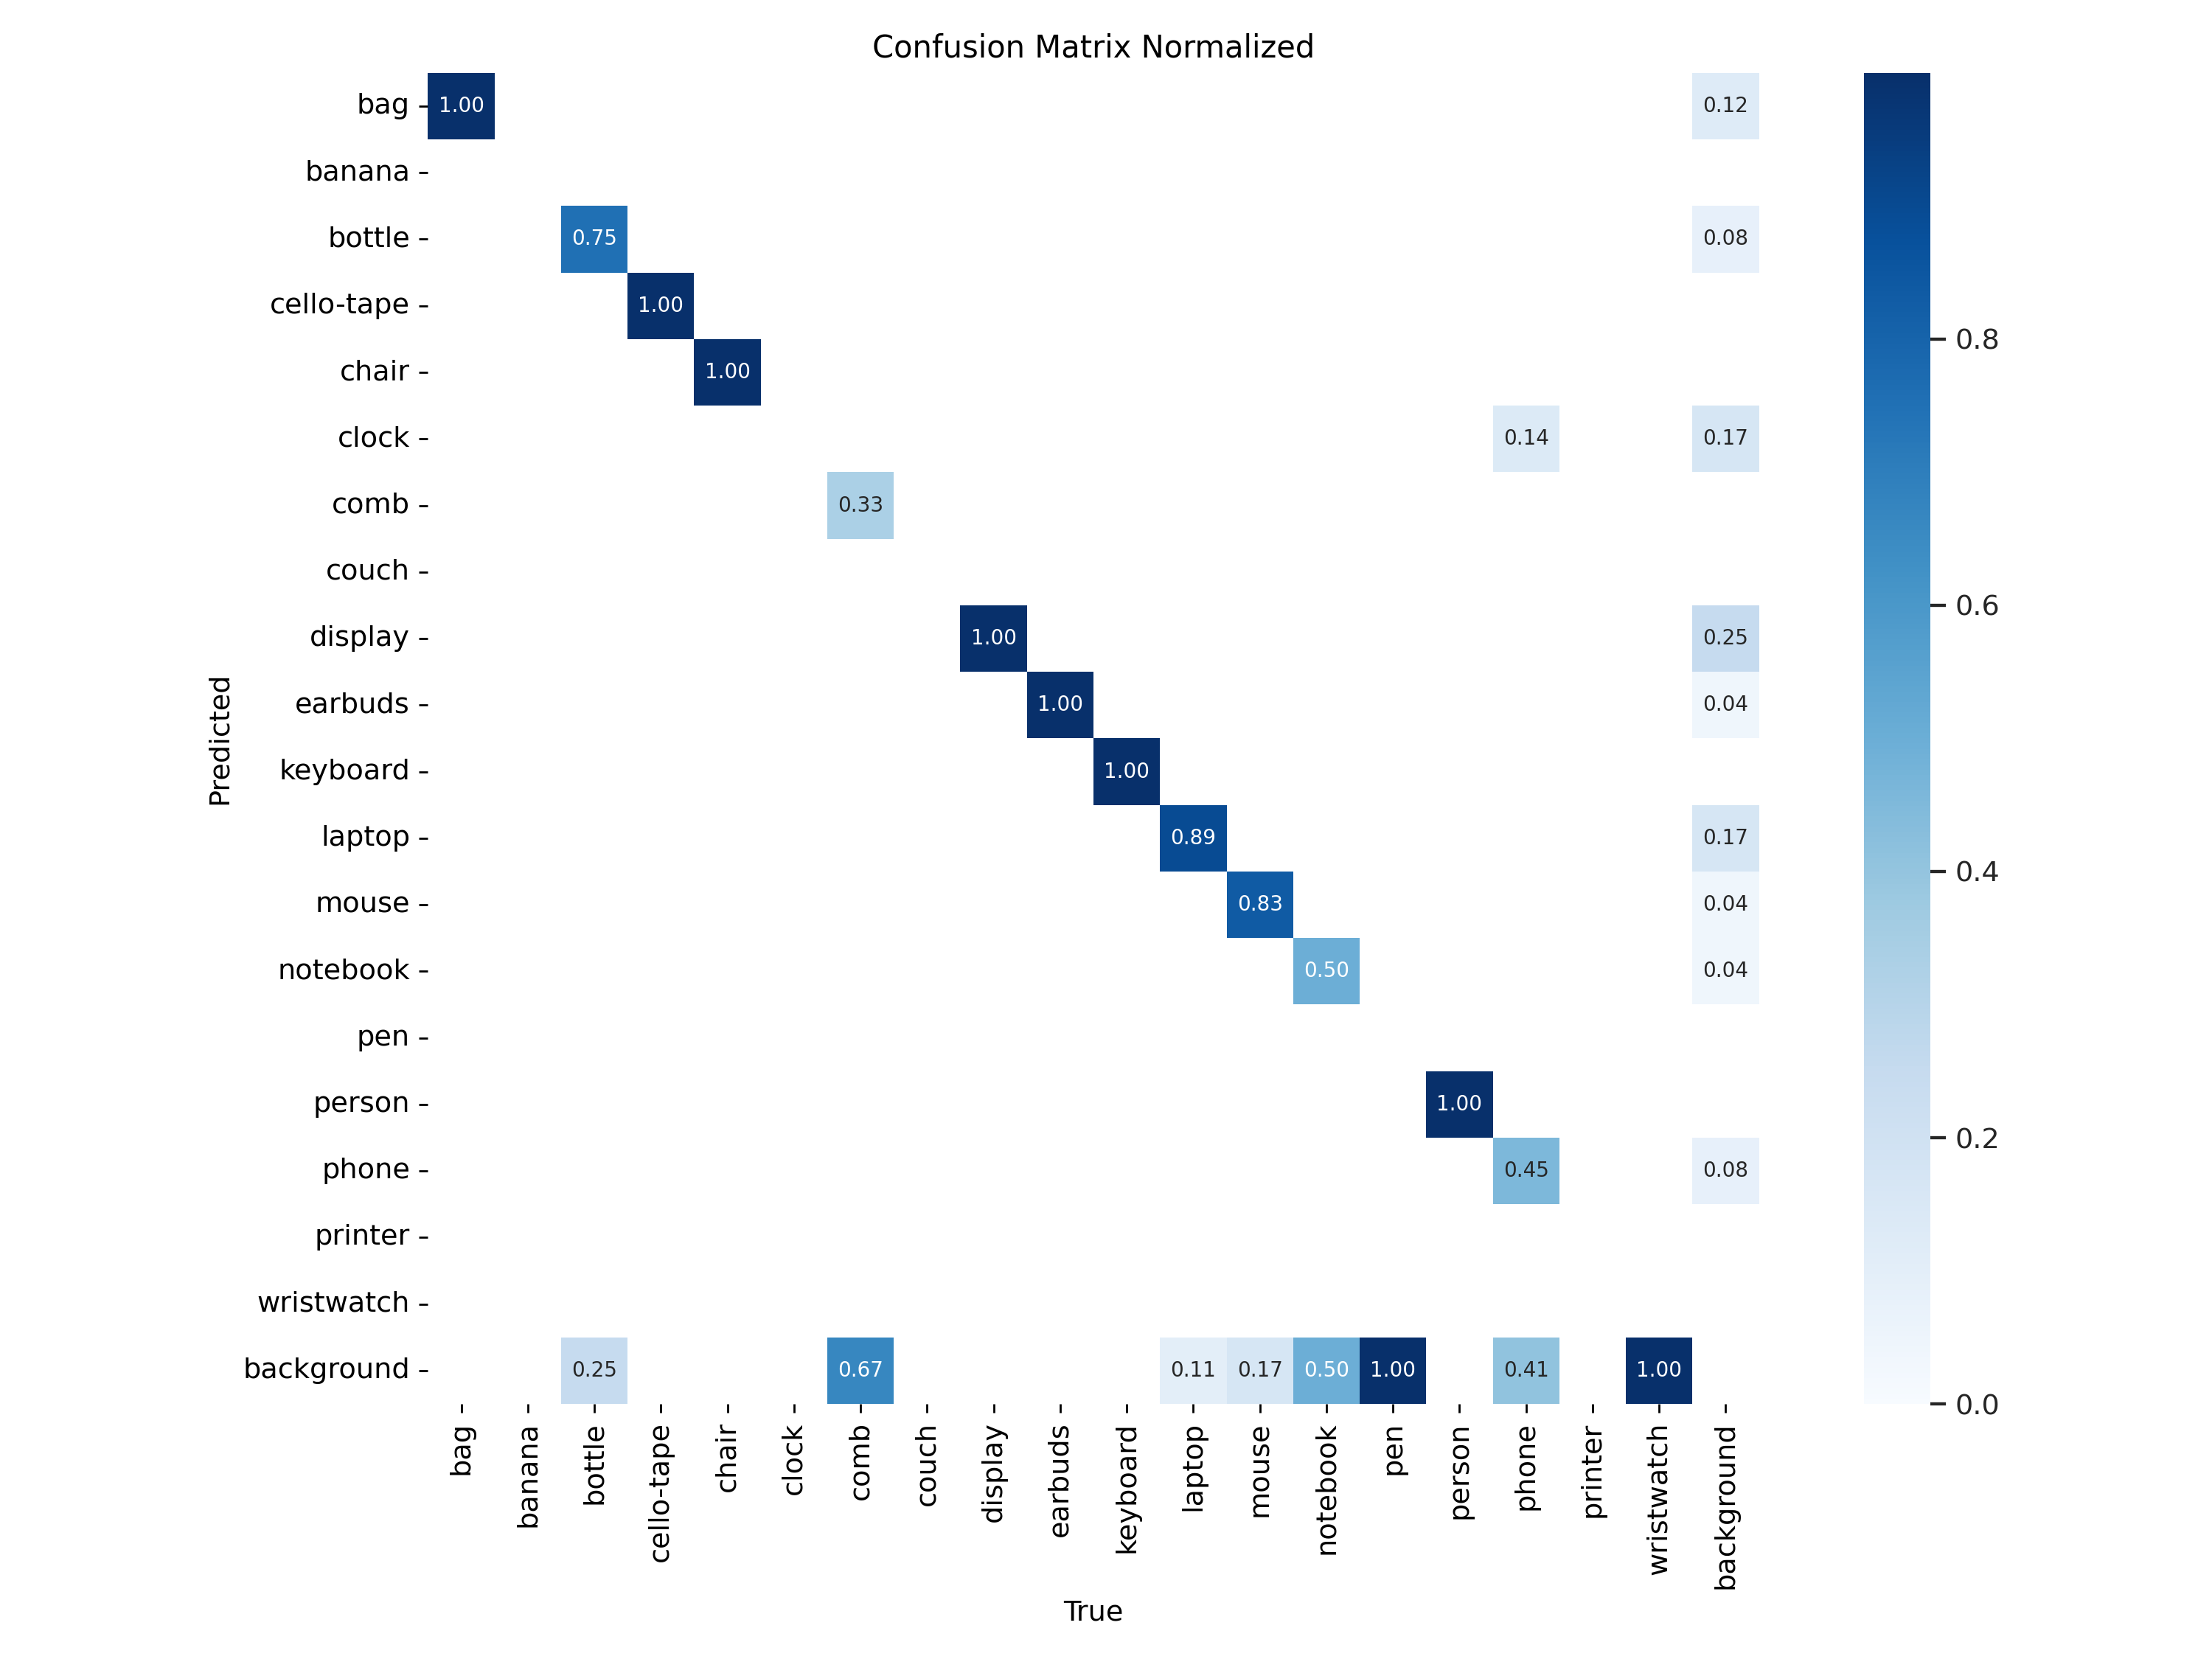 Confusion Matrix Normalized
bag 1.00 0.12
banana
bottle 0.75 0.08
cello-tape 1.00
chair 1.00
clock 0.14 0.17
comb 0.33
couch
display 1.00 0.25
earbuds 1.00 0.04
keyboard 1.00
laptop 0.89 0.17
mouse 0.83 0.04
notebook 0.50 0.04
pen
person 1.00
phone 0.45 0.08
printer
wristwatch
background 0.25 0.67 0.11 0.17 0.50 1.00 0.41 1.00
Predicted
bag banana bottle cello-tape chair clock comb couch display earbuds keyboard laptop mouse notebook pen person phone printer wristwatch background
True
0.8
0.6
0.4
0.2
0.0